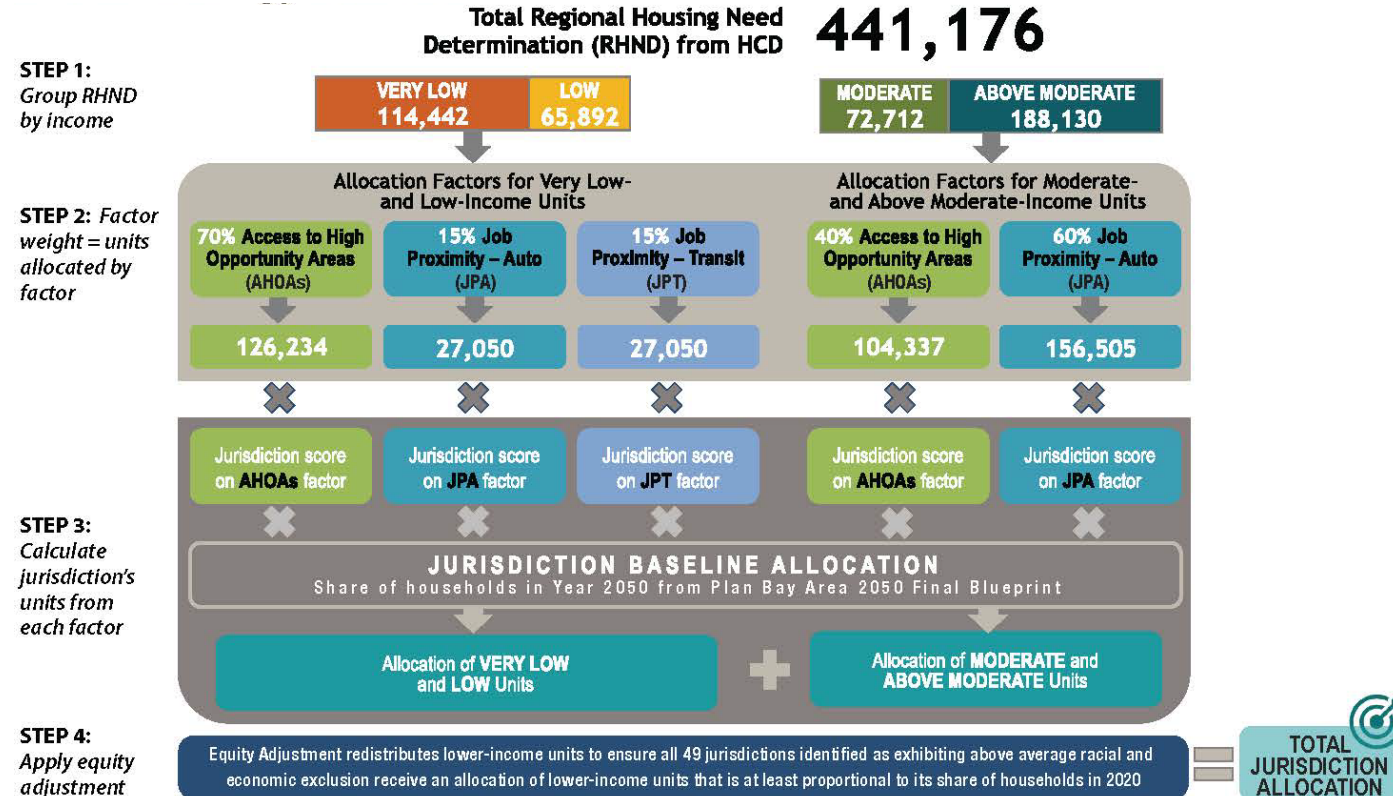 Total Regional Housing Need
Determination (RHND) from HCD
441,176
STEP 1:
Group RHND
by income
VERY LOW
114,442
LOW
65,892
MODERATE
72,712
ABOVE MODERATE
188,130
STEP 2: Factor
weight = units
allocated by
factor
Allocation Factors for Very Low-
and Low-Income Units
70% Access to High
Opportunity Areas
(AHOAs)
15% Job
Proximity – Auto
(JPA)
15% Job
Proximity – Transit
(JPT)
126,234
27,050
27,050
Allocation Factors for Moderate-
and Above Moderate-Income Units
40% Access to High
Opportunity Areas
(AHOAs)
60% Job
Proximity – Auto
(JPA)
104,337
156,505
STEP 3:
Calculate
jurisdiction's
units from
each factor
Jurisdiction score
on AHOAs factor
Jurisdiction score
on JPA factor
Jurisdiction score
on JPT factor
Jurisdiction score
on AHOAs factor
Jurisdiction score
on JPA factor
JURISDICTION BASELINE ALLOCATION
Share of households in Year 2050 from Plan Bay Area 2050 Final Blueprint
Allocation of VERY LOW
and LOW Units
Allocation of MODERATE and
ABOVE MODERATE Units
STEP 4:
Apply equity
adjustment
Equity Adjustment redistributes lower-income units to ensure all 49 jurisdictions identified as exhibiting above average racial and
economic exclusion receive an allocation of lower-income units that is at least proportional to its share of households in 2020
TOTAL
JURISDICTION
ALLOCATION